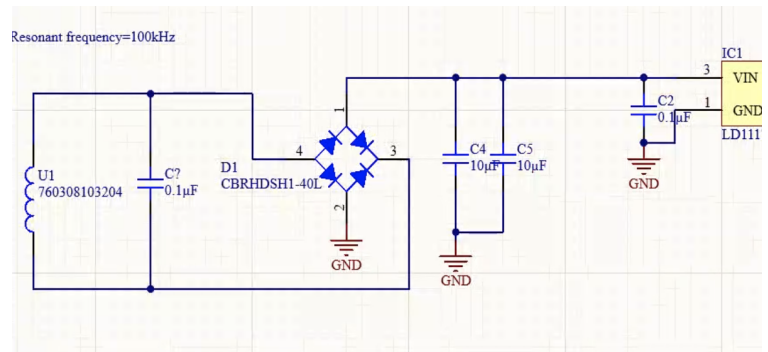 Resonant frequency=100kHz
IC1
3
VIN
1
GND
LD111
C2
0.1µF
GND
1
4
3
2
D1
CBRHDSH1-40L
GND
U1
760308103204
C?
0.1µF
C4
10µF
C5
10µF
GND